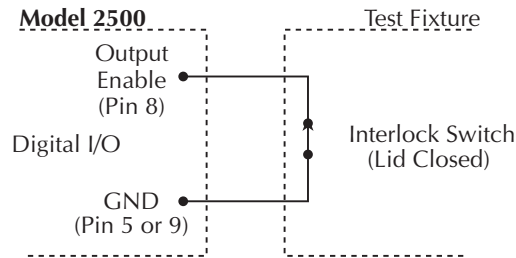 Model 2500
Test Fixture
Output
Enable
(Pin 8)
Digital I/O
Interlock Switch
(Lid Closed)
GND
(Pin 5 or 9)